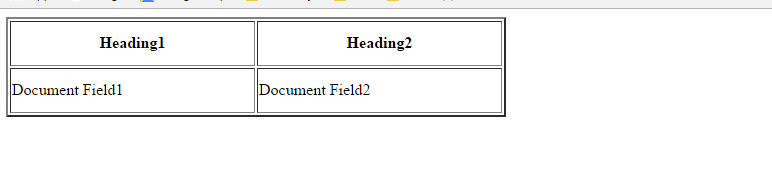 Heading1 Heading2
Document Field1 Document Field2